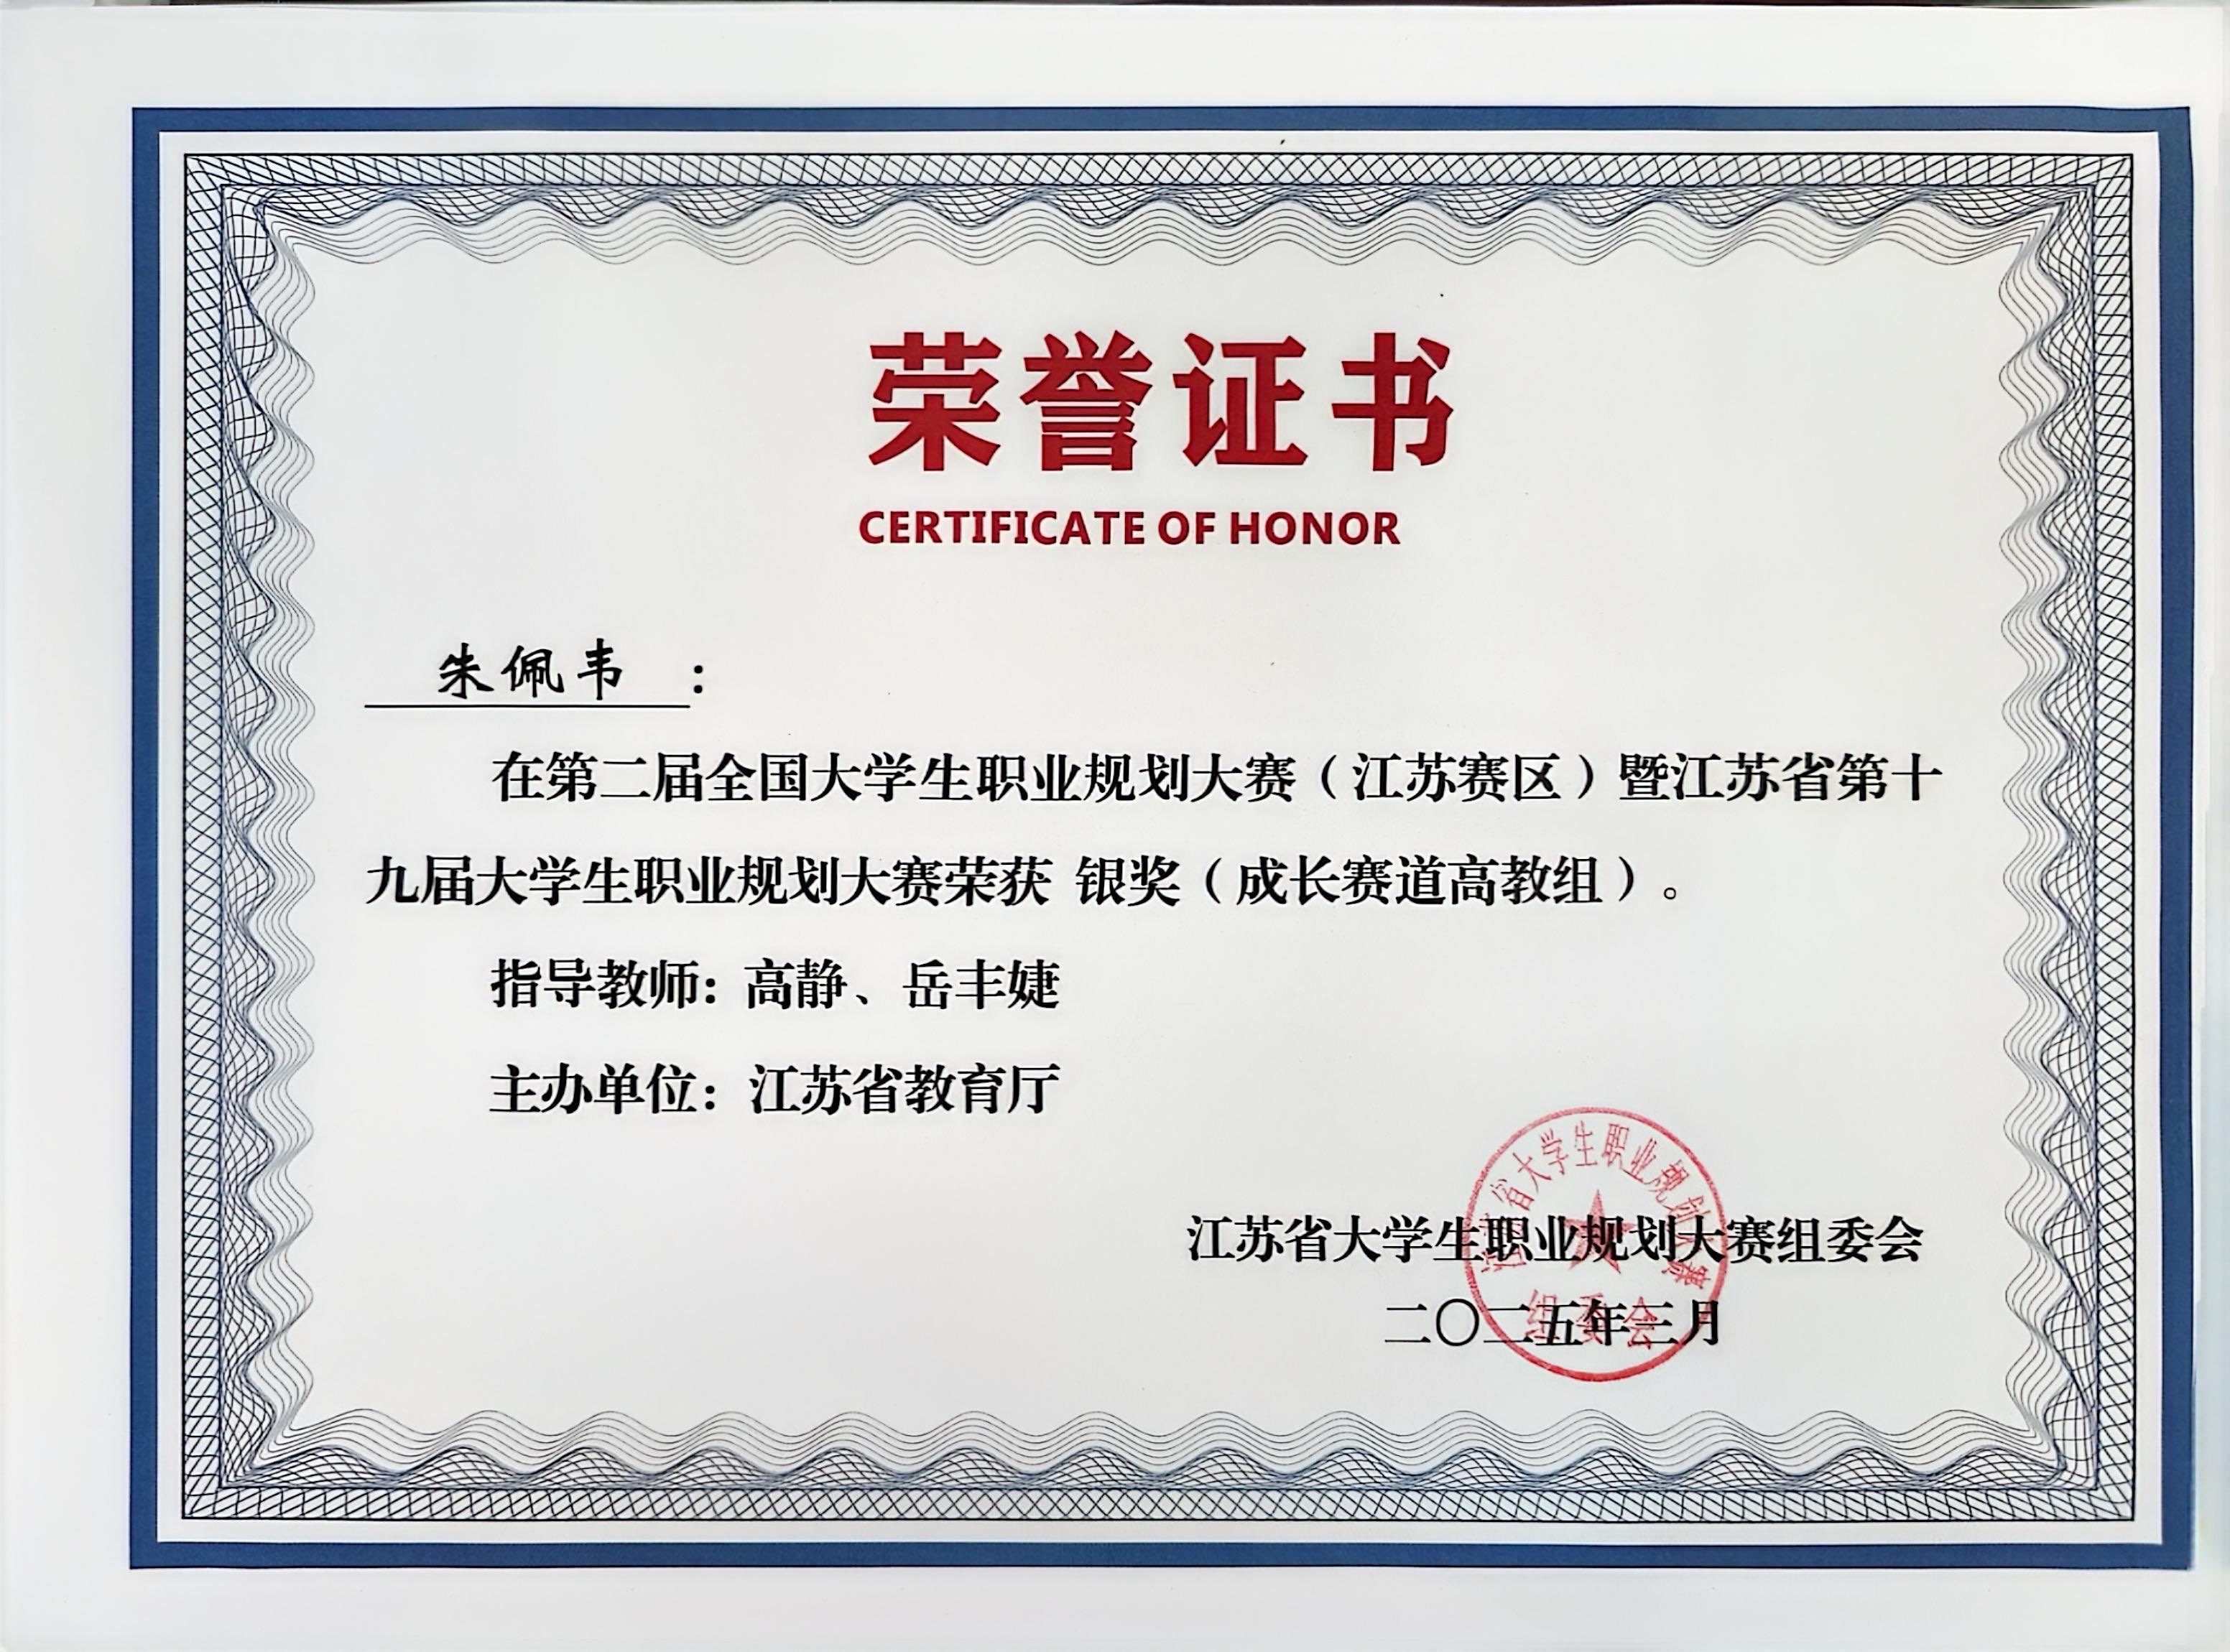 荣誉证书
CERTIFICATE OF HONOR
朱佩韦：
在第二届全国大学生职业规划大赛（江苏赛区）暨江苏省第十
九届大学生职业规划大赛荣获 银奖（成长赛道高教组）。
指导教师：高静、岳丰婕
主办单位：江苏省教育厅
江苏省大学生职业规划大赛组委会
二〇二五年三月
江苏省大学生职业规划大赛
组委会